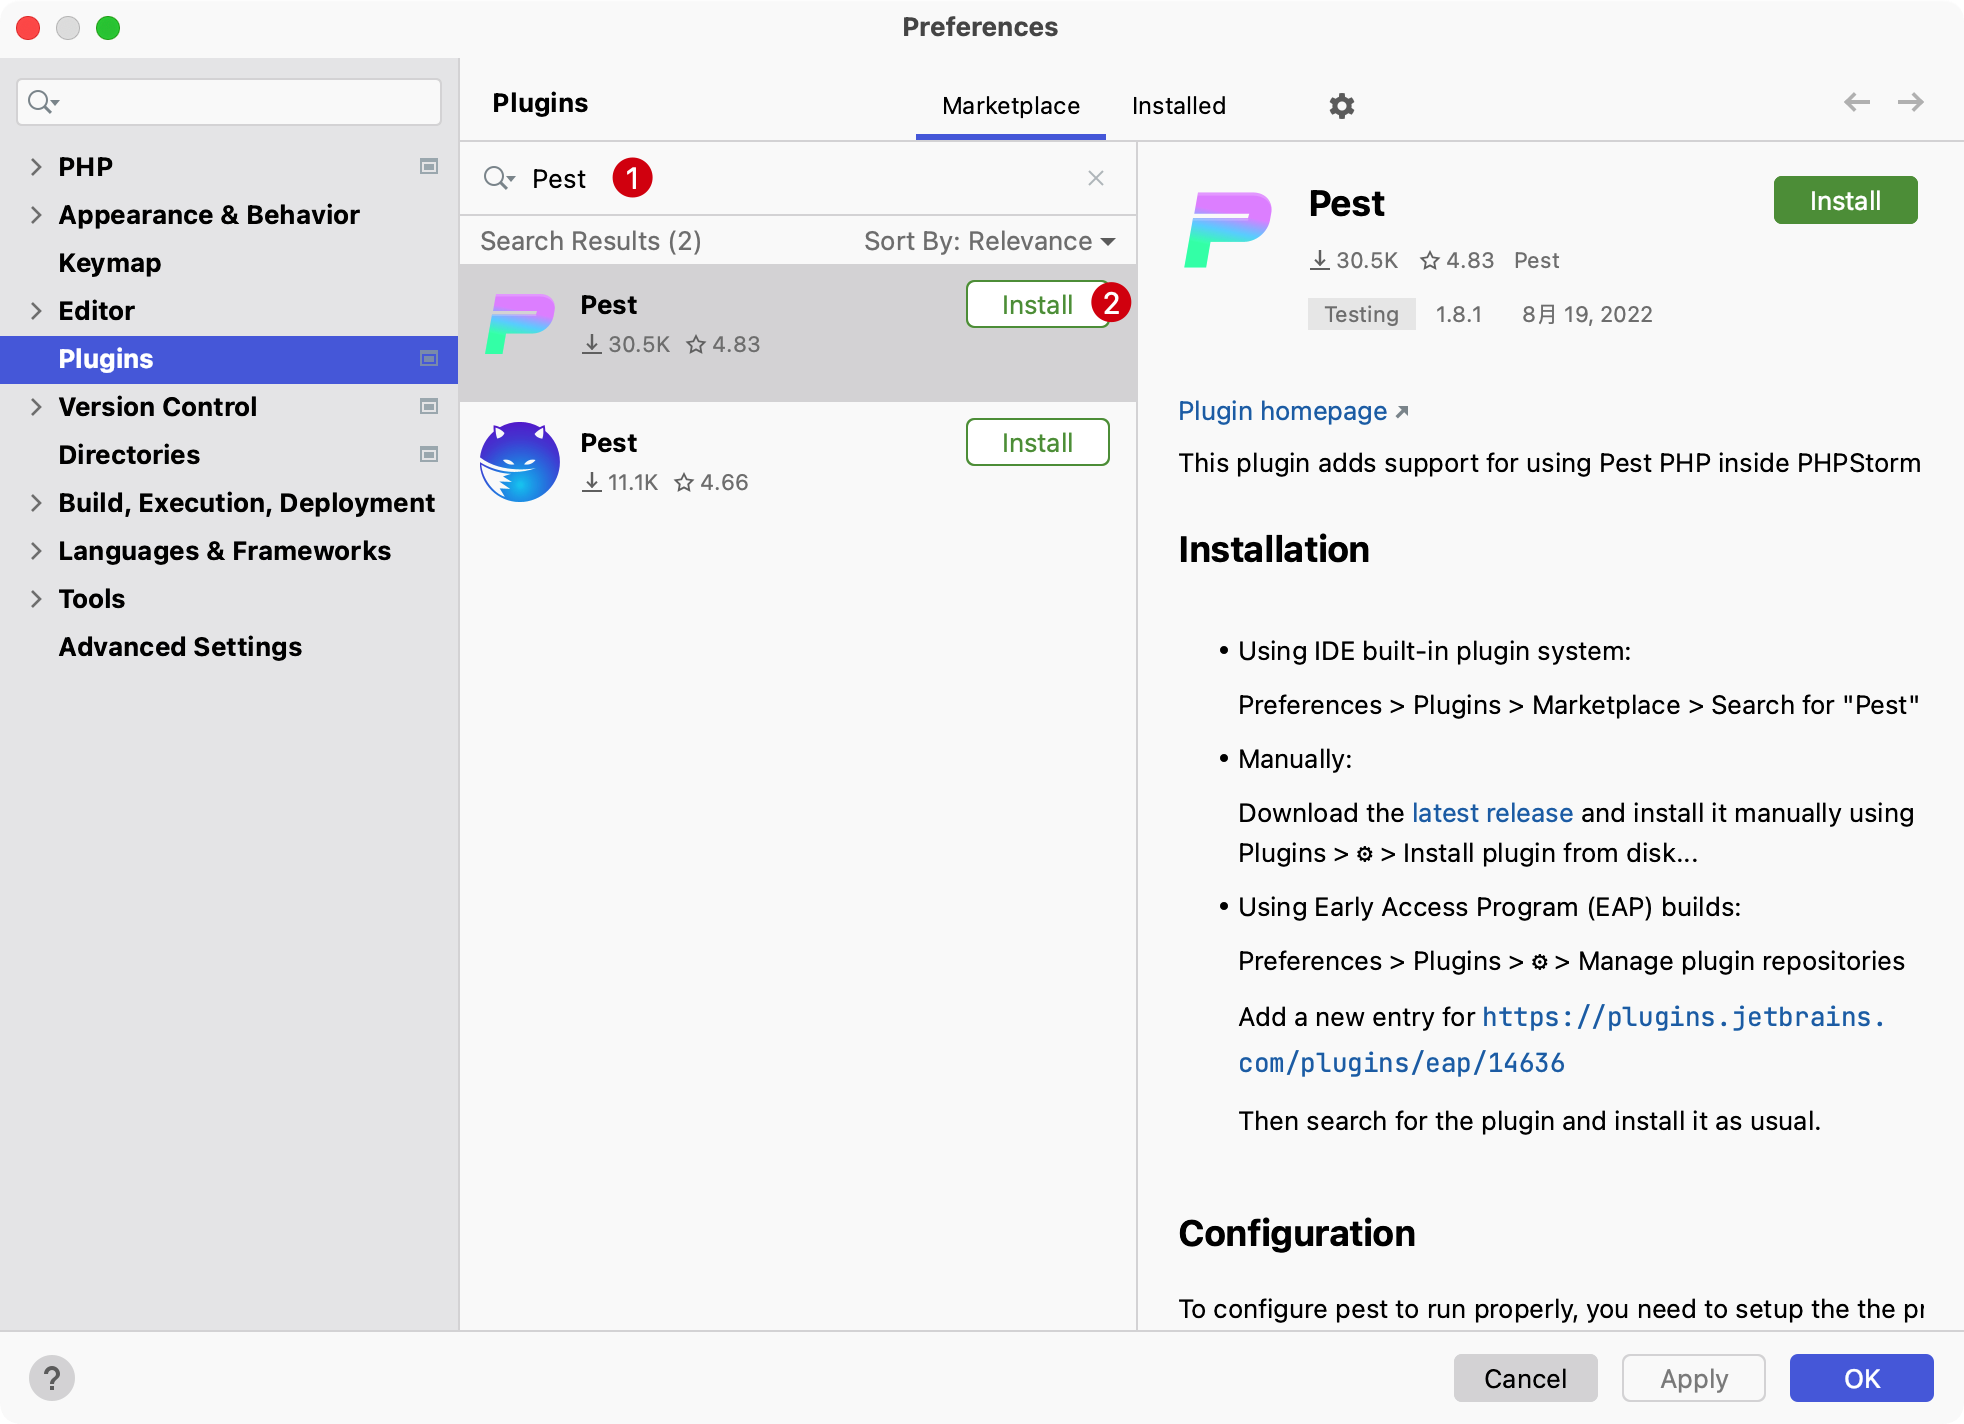 Preferences
PHP
Appearance & Behavior
Keymap
Editor
Plugins
Version Control
Directories
Build, Execution, Deployment
Languages & Frameworks
Tools
Advanced Settings
Plugins
Marketplace
Installed
Pest
1
Search Results (2)
Sort By: Relevance
Pest
Install
2
30.5K
4.83
Pest
Install
11.1K
4.66
Pest
Install
30.5K
4.83
Pest
Testing
1.8.1
8月 19, 2022
Plugin homepage
This plugin adds support for using Pest PHP inside PHPStorm
Installation
• Using IDE built-in plugin system:
Preferences > Plugins > Marketplace > Search for "Pest"
• Manually:
Download the latest release and install it manually using
Plugins > ⚙ > Install plugin from disk...
• Using Early Access Program (EAP) builds:
Preferences > Plugins > ⚙ > Manage plugin repositories
Add a new entry for https://plugins.jetbrains.
com/plugins/eap/14636
Then search for the plugin and install it as usual.
Configuration
To configure pest to run properly, you need to setup the the pr
?
Cancel
Apply
OK